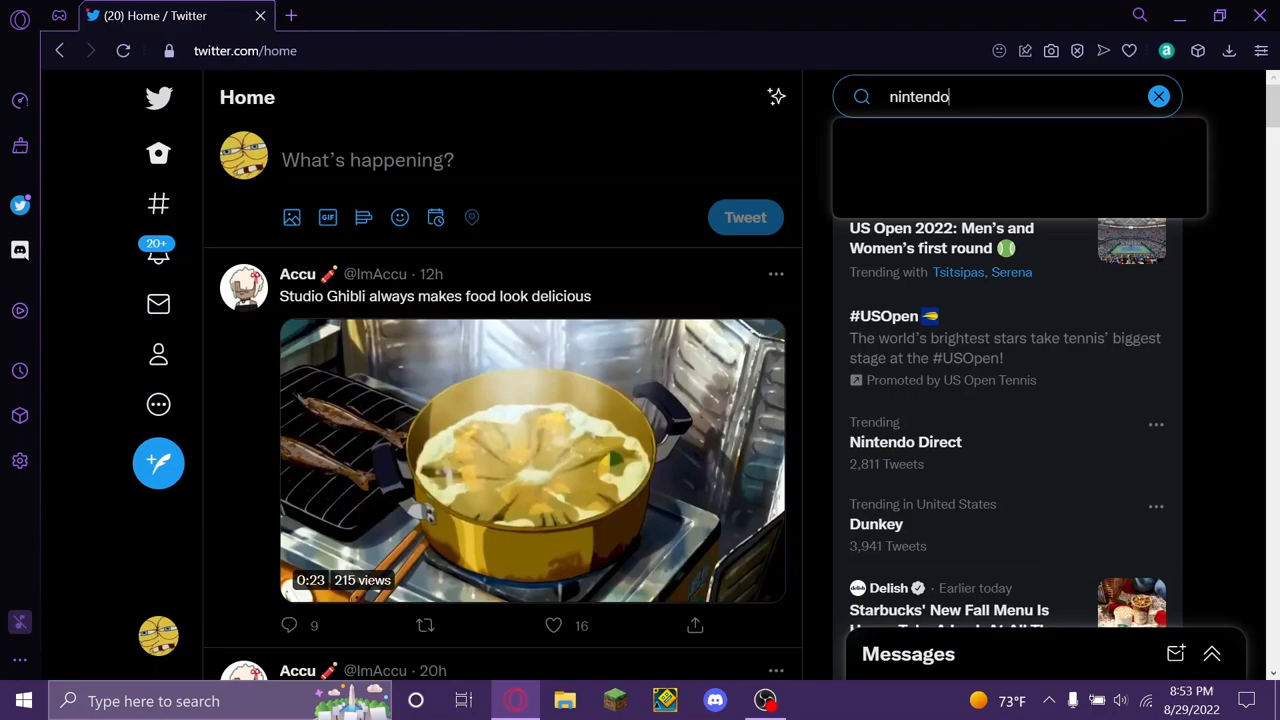 (20) Home / Twitter
twitter.com/home
Home
nintendo
What's happening?
GIF
Tweet
20+
Accu @ImAccu · 12h
Studio Ghibli always makes food look delicious
0:23 215 views
9
16
Accu @ImAccu · 20h
US Open 2022: Men's and
Women's first round
Trending with Tsitsipas, Serena
#USOpen
The world's brightest stars take tennis' biggest
stage at the #USOpen!
Promoted by US Open Tennis
Trending
Nintendo Direct
2,811 Tweets
Trending in United States
Dunkey
3,941 Tweets
delish Delish · Earlier today
Starbucks' New Fall Menu Is
Messages
Type here to search
73°F
8:53 PM
8/29/2022